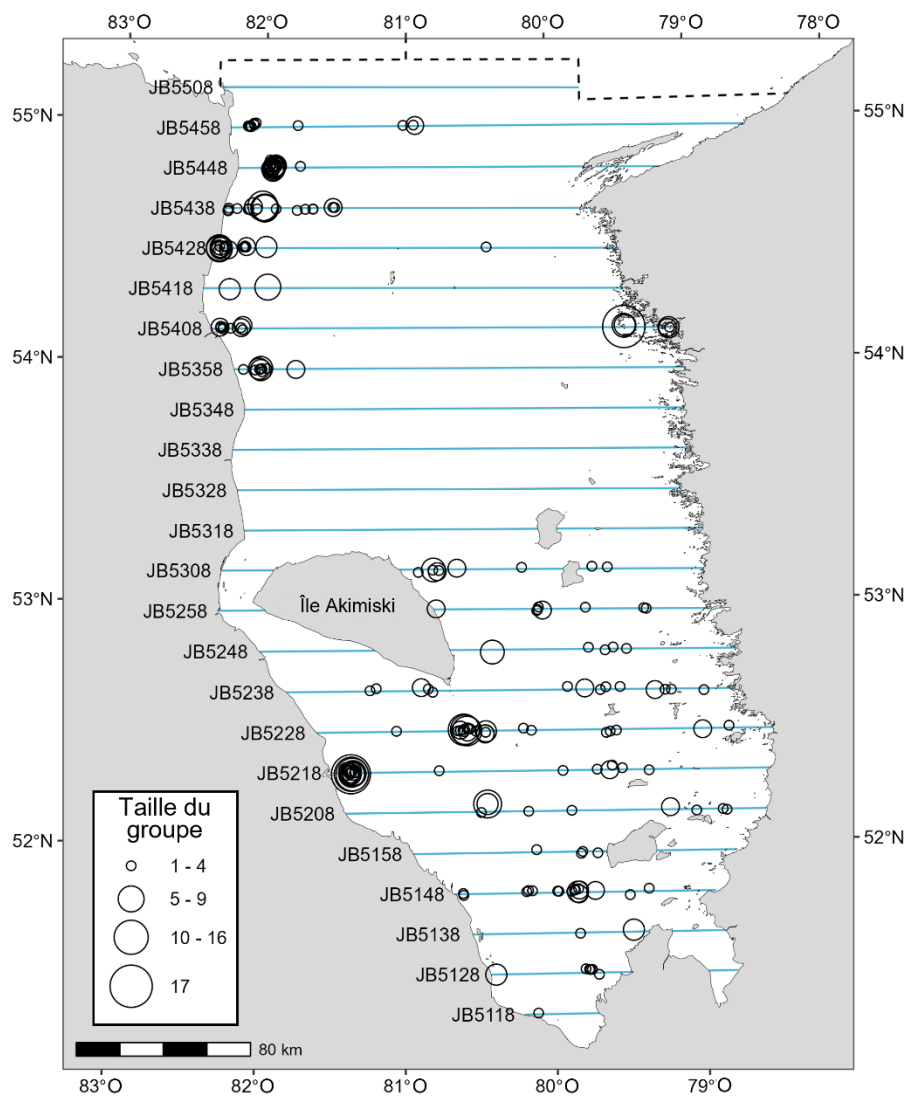 83°O 82°O 81°O 80°O 79°O 78°O
JB5508
55°N 55°N
JB5458
JB5448
JB5438
JB5428
JB5418
JB5408
54°N 54°N
JB5358
JB5348
JB5338
JB5328
JB5318
JB5308
53°N 53°N
Île Akimiski
JB5258
JB5248
JB5238
JB5228
JB5218
JB5208
52°N 52°N
JB5158
JB5148
JB5138
JB5128
JB5118
Taille du
groupe
1 - 4
5 - 9
10 - 16
17
80 km
83°O 82°O 81°O 80°O 79°O